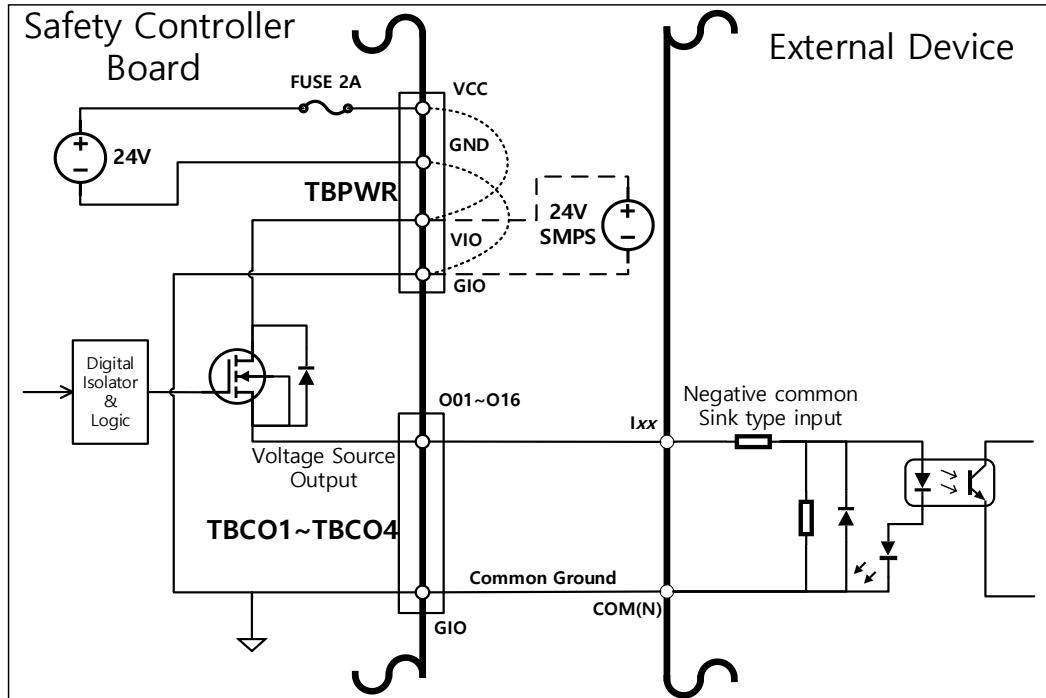 Safety Controller
Board
External Device
FUSE 2A
VCC
GND
+
24V
−
TBPWR
+
24V
SMPS
−
VIO
GIO
Digital
Isolator
&
Logic
O01~O16
Ixx
Negative common
Sink type input
Voltage Source
Output
TBCO1~TBCO4
Common Ground
COM(N)
GIO